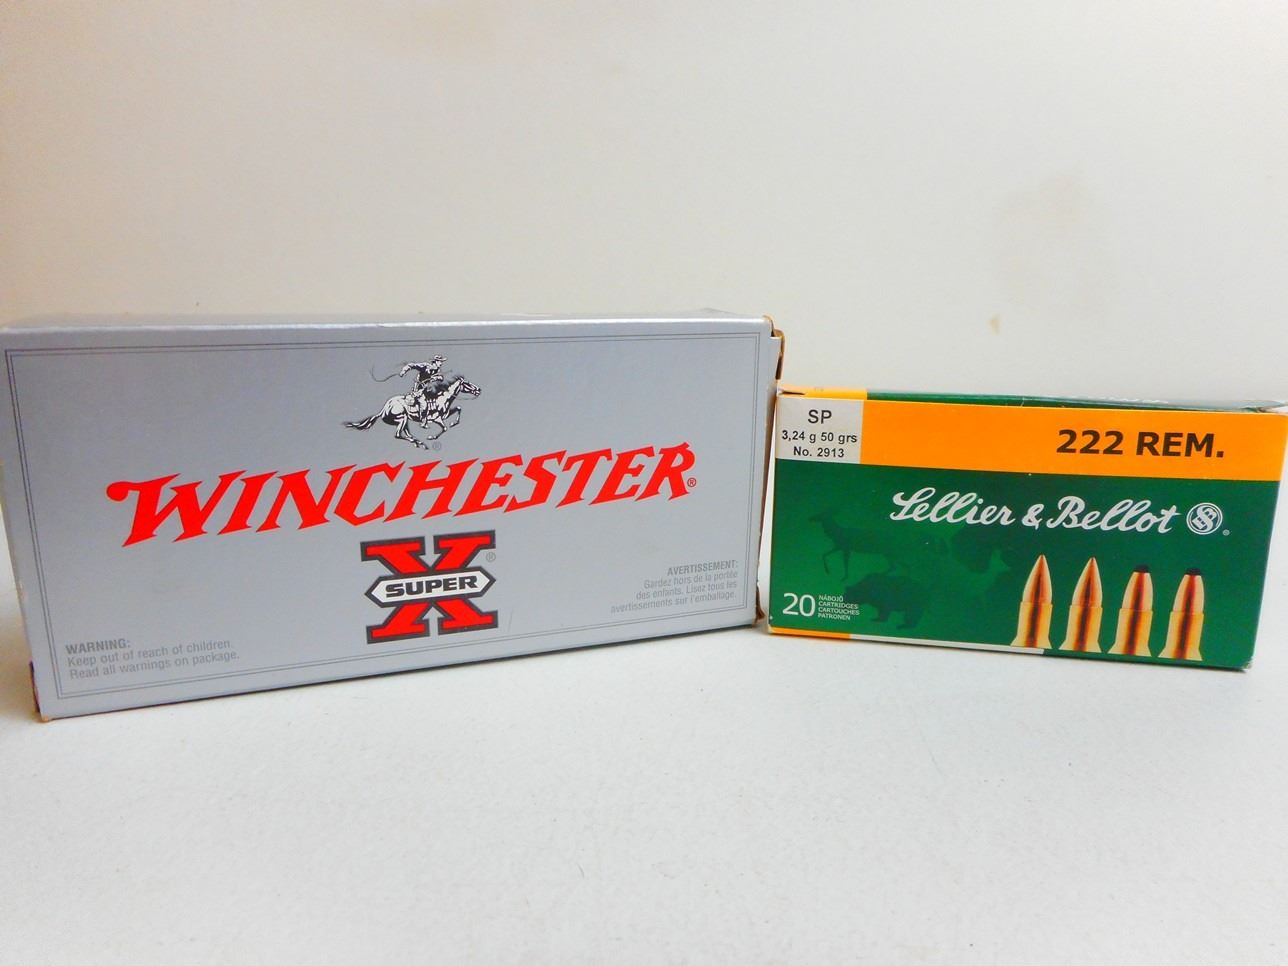 WINCHESTER®
SUPER X®
WARNING:
Keep out of reach of children.
Read all warnings on package.
AVERTISSEMENT:
Gardez hors de la portée
des enfants. Lisez tous les
avertissements sur l'emballage.
SP
3,24 g 50 grs
No. 2913
222 REM.
Sellier & Bellot
20
NÁBOJŮ
CARTRIDGES
CARTOUCHES
PATRONEN